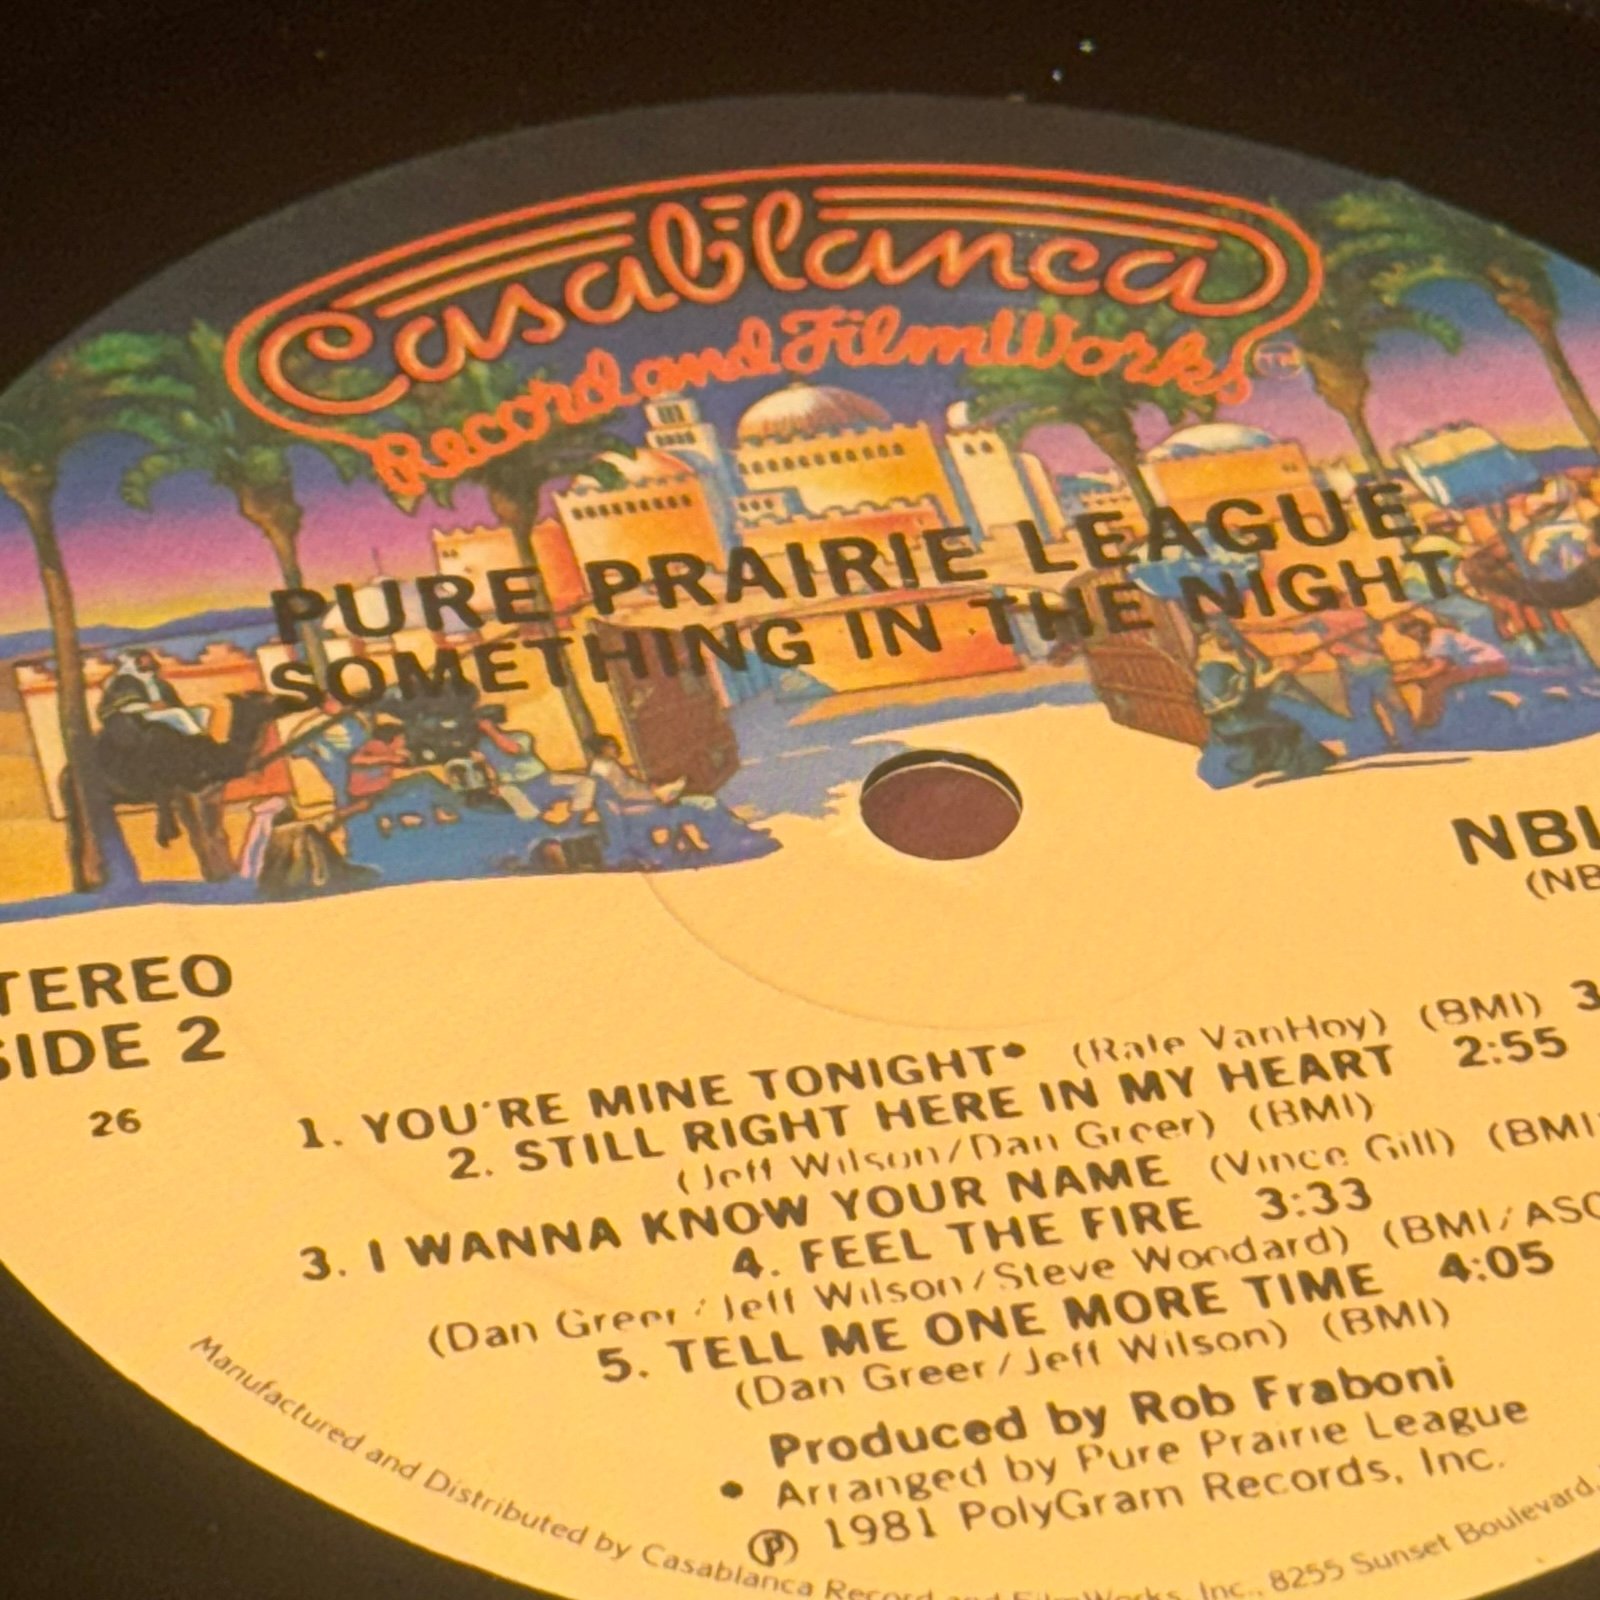 Casablanca
Record and FilmWorks TM
PURE PRAIRIE LEAGUE
SOMETHING IN THE NIGHT
NBL
(NB
TEREO
SIDE 2
26
1. YOU'RE MINE TONIGHT* (Rafe VanHoy) (BMI) 3
2. STILL RIGHT HERE IN MY HEART 2:55
(Jeff Wilson/Dan Greer) (BMI)
3. I WANNA KNOW YOUR NAME (Vince Gill) (BMI)
4. FEEL THE FIRE 3:33
(Dan Greer/Jeff Wilson/Steve Woodard) (BMI/ASC
5. TELL ME ONE MORE TIME 4:05
(Dan Greer/Jeff Wilson) (BMI)
Produced by Rob Fraboni
• Arranged by Pure Prairie League
℗ 1981 PolyGram Records, Inc.
Manufactured and Distributed by Casablanca Record and FilmWorks, Inc., 8255 Sunset Boulevard,